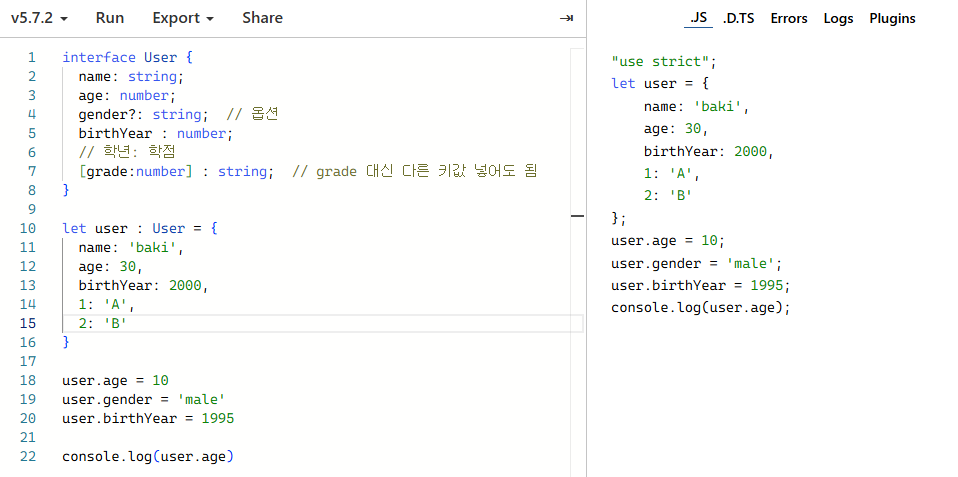 v5.7.2 Run Export Share
1 interface User {
2 name: string;
3 age: number;
4 gender?: string; // 옵션
5 birthYear : number;
6 // 학년: 학점
7 [grade:number] : string; // grade 대신 다른 키값 넣어도 됨
8 }
9
10 let user : User = {
11 name: 'baki',
12 age: 30,
13 birthYear: 2000,
14 1: 'A',
15 2: 'B'
16 }
17
18 user.age = 10
19 user.gender = 'male'
20 user.birthYear = 1995
21
22 console.log(user.age)
.JS .D.TS Errors Logs Plugins
"use strict";
let user = {
name: 'baki',
age: 30,
birthYear: 2000,
1: 'A',
2: 'B'
};
user.age = 10;
user.gender = 'male';
user.birthYear = 1995;
console.log(user.age);